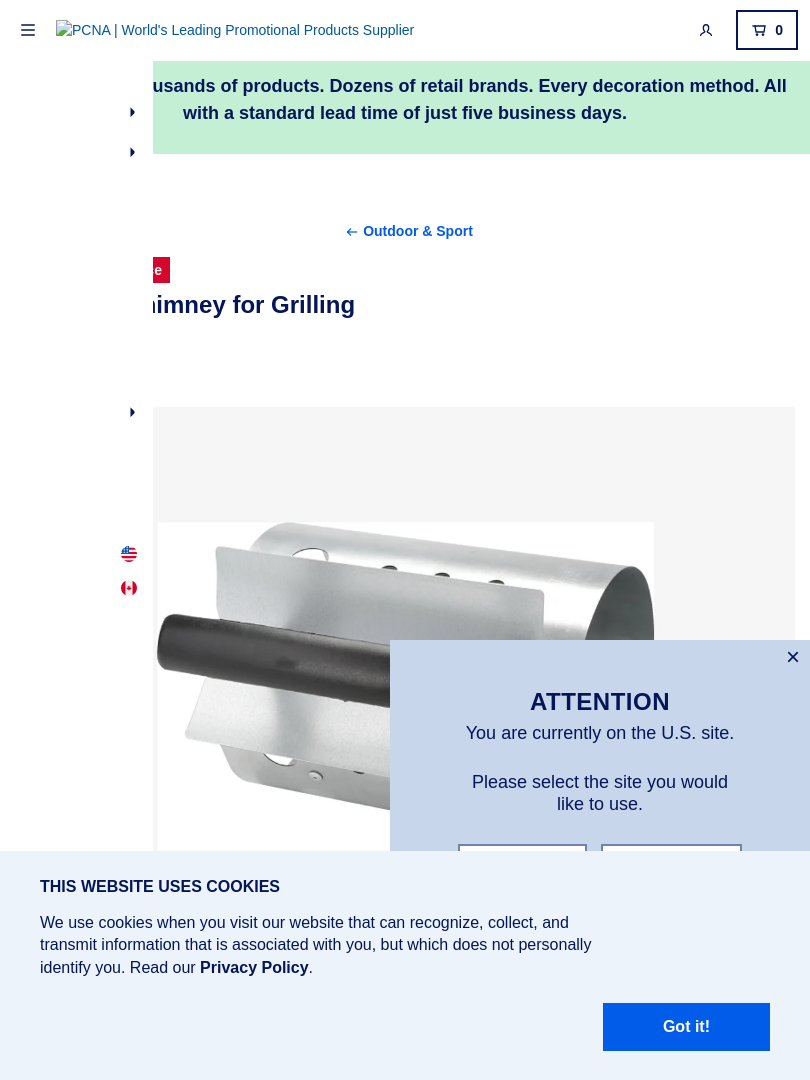 PCNA | World's Leading Promotional Products Supplier
0
of products. Dozens of retail brands. Every decoration method. All
with a standard lead time of just five business days.
Outdoor & Sport
for Grilling
ATTENTION
You are currently on the U.S. site.
Please select the site you would
like to use.
THIS WEBSITE USES COOKIES
We use cookies when you visit our website that can recognize, collect, and
transmit information that is associated with you, but which does not personally
identify you. Read our Privacy Policy.
Got it!